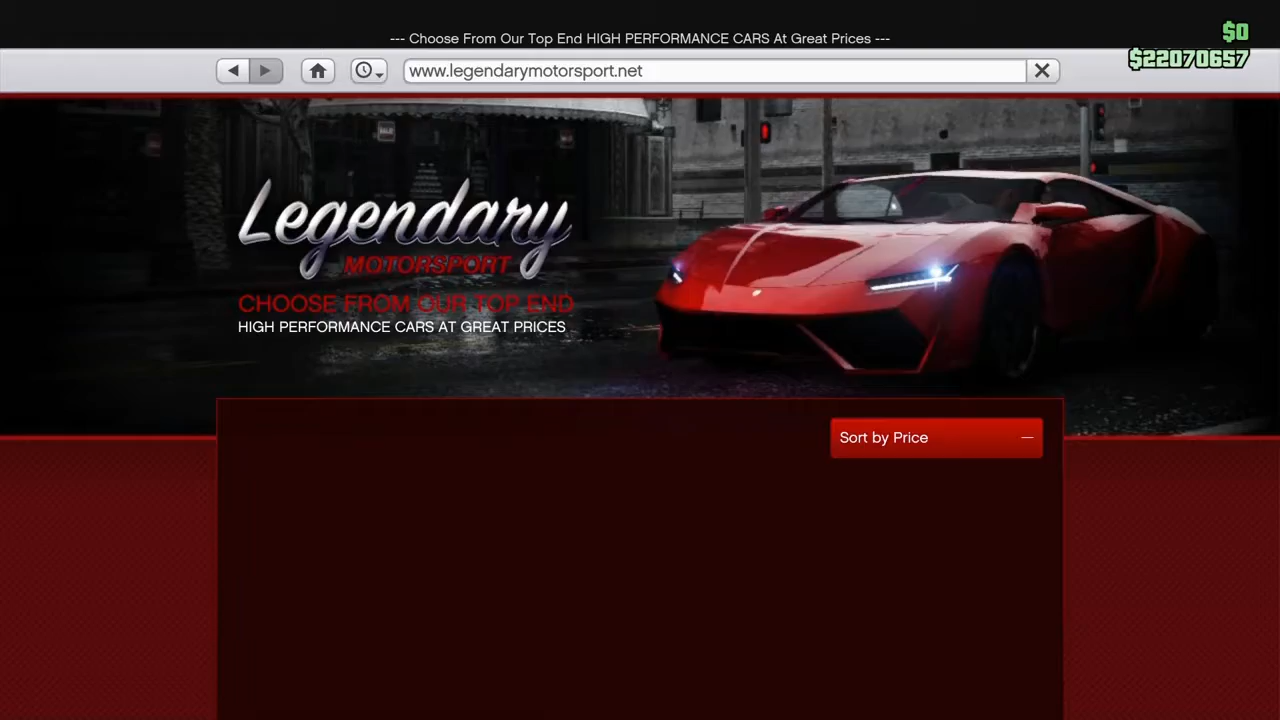 --- Choose From Our Top End HIGH PERFORMANCE CARS At Great Prices ---
$0
$22070657
www.legendarymotorsport.net
Legendary
MOTORSPORT
CHOOSE FROM OUR TOP END
HIGH PERFORMANCE CARS AT GREAT PRICES
Sort by Price